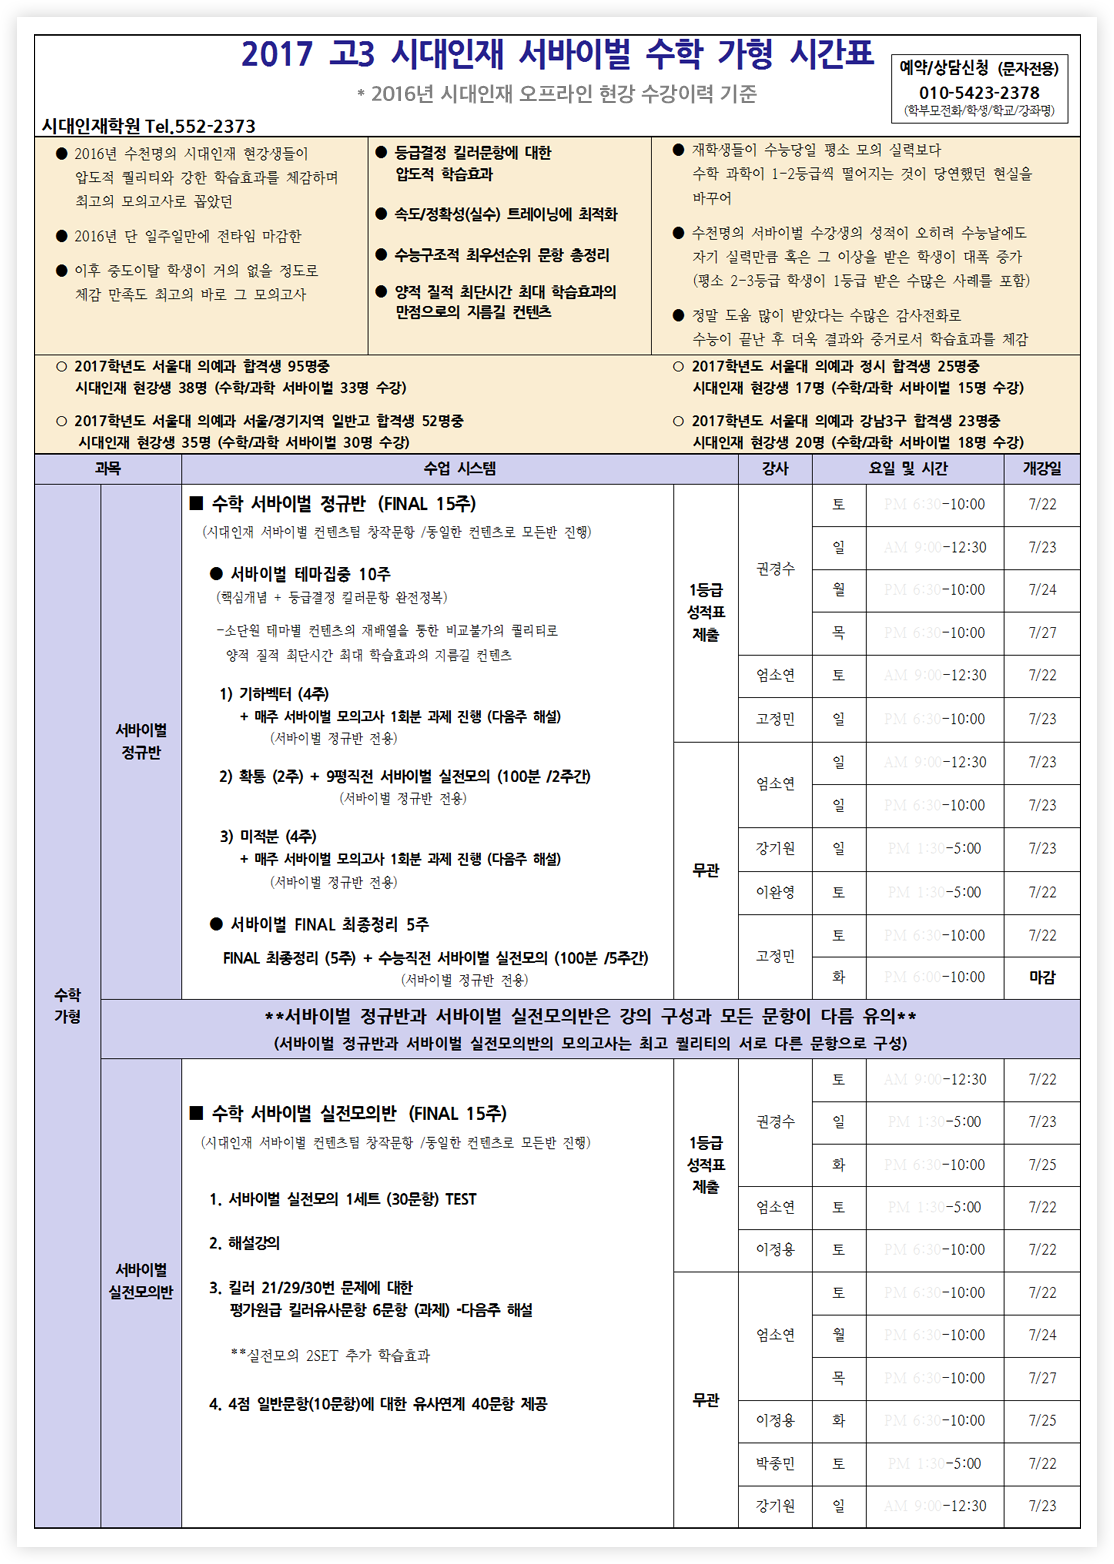 2017 고3 시대인재 서바이벌 수학 가형 시간표
* 2016년 시대인재 오프라인 현강 수강이력 기준
예약/상담신청 (문자전용)
010-5423-2378
(학부모전화/학생/학교/강좌명)
시대인재학원 Tel.552-2373
● 2016년 수천명의 시대인재 현강생들이
압도적 퀄리티와 강한 학습효과를 체감하며
최고의 모의고사로 꼽았던
● 2016년 단 일주일만에 전타임 마감한
● 이후 중도이탈 학생이 거의 없을 정도로
체감 만족도 최고의 바로 그 모의고사
● 등급결정 킬러문항에 대한
압도적 학습효과
● 속도/정확성(실수) 트레이닝에 최적화
● 수능구조적 최우선순위 문항 총정리
● 양적 질적 최단시간 최대 학습효과의
만점으로의 지름길 컨텐츠
● 재학생들이 수능당일 평소 모의 실력보다
수학 과학이 1-2등급씩 떨어지는 것이 당연했던 현실을
바꾸어
● 수천명의 서바이벌 수강생의 성적이 오히려 수능날에도
자기 실력만큼 혹은 그 이상을 받은 학생이 대폭 증가
(평소 2-3등급 학생이 1등급 받은 수많은 사례를 포함)
● 정말 도움 많이 받았다는 수많은 감사전화로
수능이 끝난 후 더욱 결과와 증거로서 학습효과를 체감
○ 2017학년도 서울대 의예과 합격생 95명중
시대인재 현강생 38명 (수학/과학 서바이벌 33명 수강)
○ 2017학년도 서울대 의예과 서울/경기지역 일반고 합격생 52명중
시대인재 현강생 35명 (수학/과학 서바이벌 30명 수강)
○ 2017학년도 서울대 의예과 정시 합격생 25명중
시대인재 현강생 17명 (수학/과학 서바이벌 15명 수강)
○ 2017학년도 서울대 의예과 강남3구 합격생 23명중
시대인재 현강생 20명 (수학/과학 서바이벌 18명 수강)
과목 수업 시스템 강사 요일 및 시간 개강일
수학
가형
서바이벌
정규반
■ 수학 서바이벌 정규반 (FINAL 15주)
(시대인재 서바이벌 컨텐츠팀 창작문항 /동일한 컨텐츠로 모든반 진행)
● 서바이벌 테마집중 10주
(핵심개념 + 등급결정 킬러문항 완전정복)
-소단원 테마별 컨텐츠의 재배열을 통한 비교불가의 퀄리티로
양적 질적 최단시간 최대 학습효과의 지름길 컨텐츠
1) 기하벡터 (4주)
+ 매주 서바이벌 모의고사 1회분 과제 진행 (다음주 해설)
(서바이벌 정규반 전용)
2) 확통 (2주) + 9평직전 서바이벌 실전모의 (100분 /2주간)
(서바이벌 정규반 전용)
3) 미적분 (4주)
+ 매주 서바이벌 모의고사 1회분 과제 진행 (다음주 해설)
(서바이벌 정규반 전용)
● 서바이벌 FINAL 최종정리 5주
FINAL 최종정리 (5주) + 수능직전 서바이벌 실전모의 (100분 /5주간)
(서바이벌 정규반 전용)
1등급
성적표
제출
권경수
토 PM 6:30-10:00 7/22
일 AM 9:00-12:30 7/23
월 PM 6:30-10:00 7/24
목 PM 6:30-10:00 7/27
엄소연 토 AM 9:00-12:30 7/22
고정민 일 PM 6:30-10:00 7/23
무관
엄소연
일 AM 9:00-12:30 7/23
일 PM 6:30-10:00 7/23
강기원 일 PM 1:30-5:00 7/23
이완영 토 PM 1:30-5:00 7/22
고정민
토 PM 6:30-10:00 7/22
화 PM 6:00-10:00 마감
**서바이벌 정규반과 서바이벌 실전모의반은 강의 구성과 모든 문항이 다름 유의**
(서바이벌 정규반과 서바이벌 실전모의반의 모의고사는 최고 퀄리티의 서로 다른 문항으로 구성)
서바이벌
실전모의반
■ 수학 서바이벌 실전모의반 (FINAL 15주)
(시대인재 서바이벌 컨텐츠팀 창작문항 /동일한 컨텐츠로 모든반 진행)
1. 서바이벌 실전모의 1세트 (30문항) TEST
2. 해설강의
3. 킬러 21/29/30번 문제에 대한
평가원급 킬러유사문항 6문항 (과제) -다음주 해설
**실전모의 2SET 추가 학습효과
4. 4점 일반문항(10문항)에 대한 유사연계 40문항 제공
1등급
성적표
제출
권경수
토 AM 9:00-12:30 7/22
일 PM 1:30-5:00 7/23
화 PM 6:30-10:00 7/25
엄소연 토 PM 1:30-5:00 7/22
이정용 토 PM 6:30-10:00 7/22
무관
엄소연
토 PM 6:30-10:00 7/22
월 PM 6:30-10:00 7/24
목 PM 6:30-10:00 7/27
이정용 화 PM 6:30-10:00 7/25
박종민 토 PM 1:30-5:00 7/22
강기원 일 AM 9:00-12:30 7/23